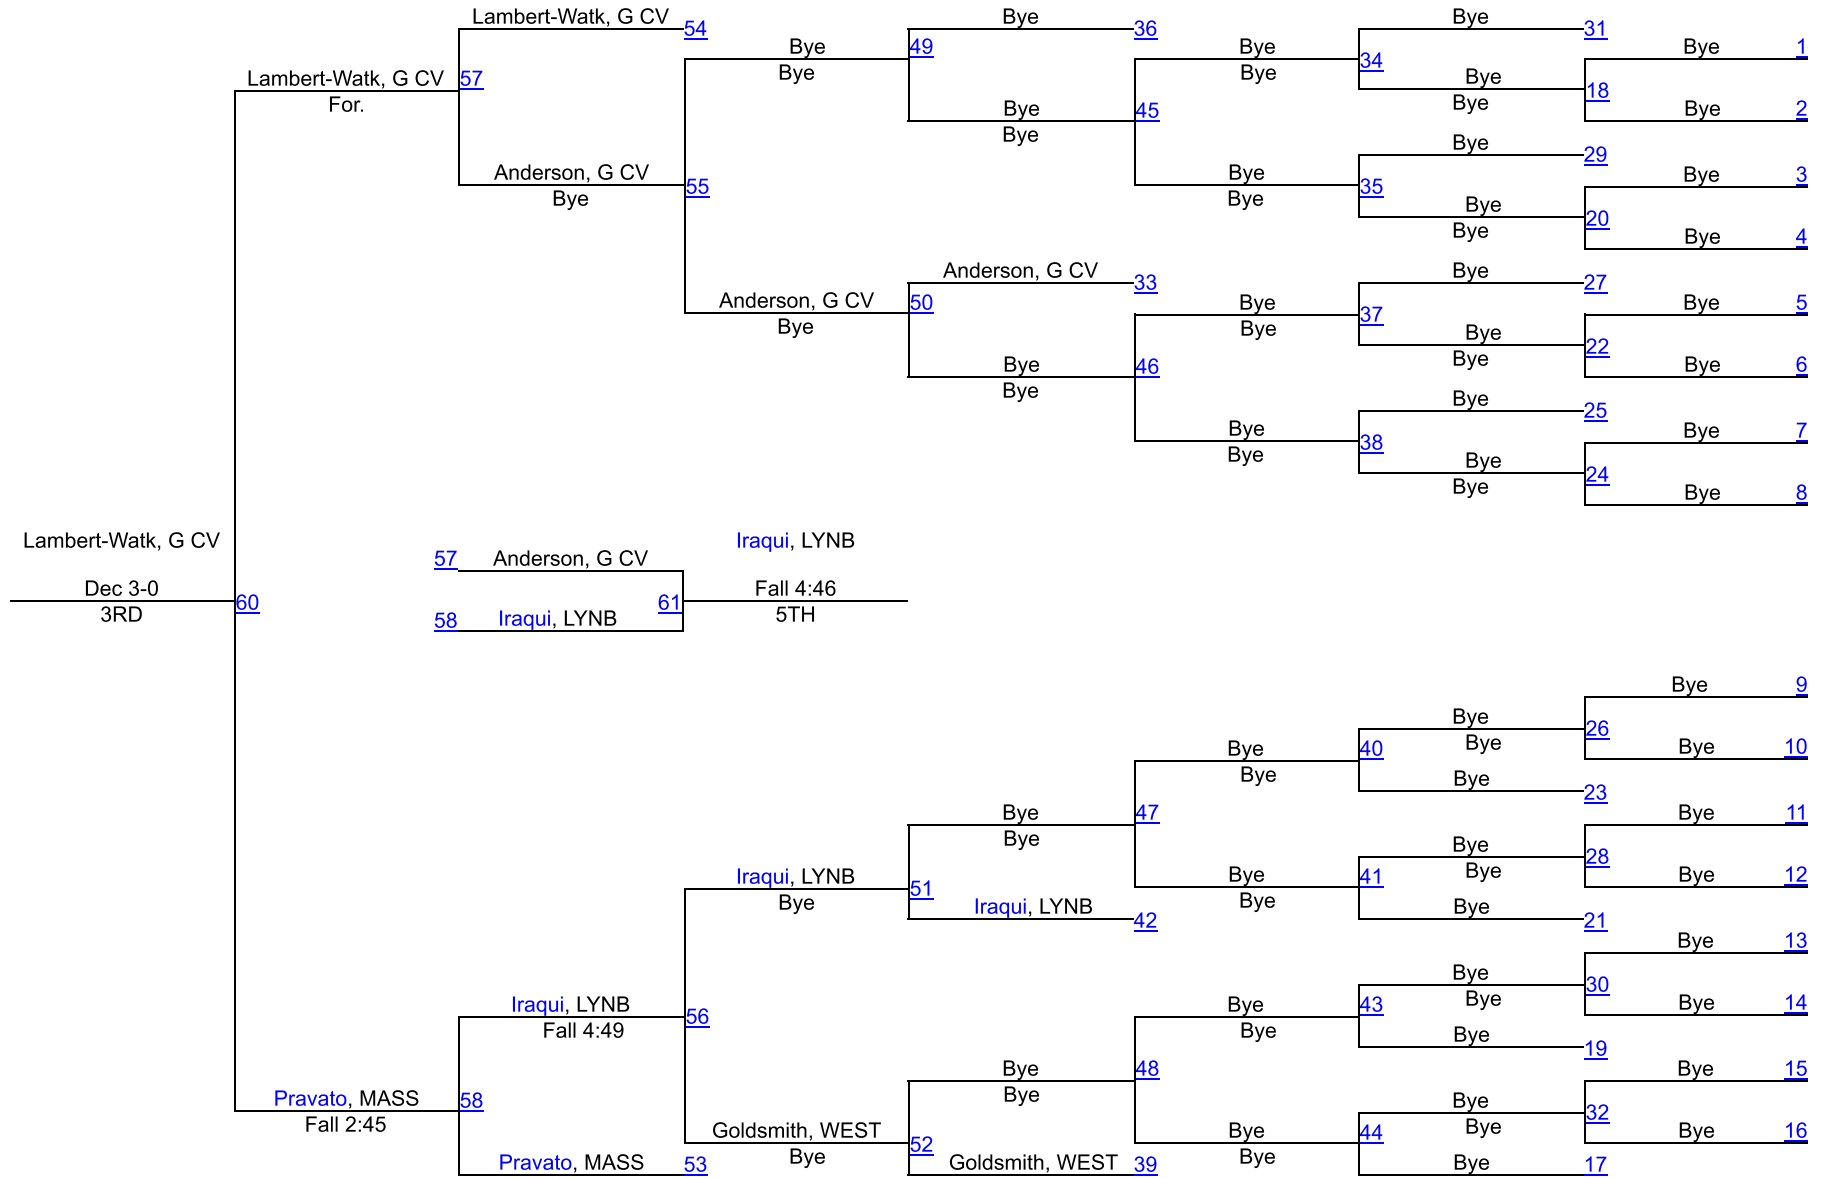 Lambert-Watk, G CV
54
Bye
36
Bye
31
Bye
49
Bye
Bye
1
Bye
34
Bye
Lambert-Watk, G CV
57
Bye
18
For.
Bye
45
Bye
2
Bye
Bye
29
Anderson, G CV
55
Bye
35
Bye
3
Bye
Bye
Bye
20
Bye
Bye
4
Anderson, G CV
33
Bye
27
Anderson, G CV
50
Bye
37
Bye
5
Bye
Bye
Bye
22
Bye
46
Bye
Bye
6
Bye
Bye
25
Bye
38
Bye
7
Bye
Bye
24
Bye
Bye
8
Lambert-Watk, G CV
Iraqui, LYNB
57
Anderson, G CV
Dec 3-0
60
61
Fall 4:46
3RD
58
Iraqui, LYNB
5TH
Bye
9
Bye
26
Bye
40
Bye
Bye
10
Bye
Bye
23
Bye
47
Bye
11
Bye
Bye
28
Iraqui, LYNB
51
Bye
41
Bye
Bye
12
Bye
Iraqui, LYNB
42
Bye
Bye
21
Bye
13
Bye
30
Iraqui, LYNB
56
Bye
43
Bye
Bye
14
Fall 4:49
Bye
Bye
19
Bye
48
Bye
15
Pravato, MASS
58
Bye
Bye
32
Fall 2:45
Goldsmith, WEST
52
Bye
44
Bye
Bye
16
Bye
Bye
Pravato, MASS
53
Goldsmith, WEST
39
Bye
17